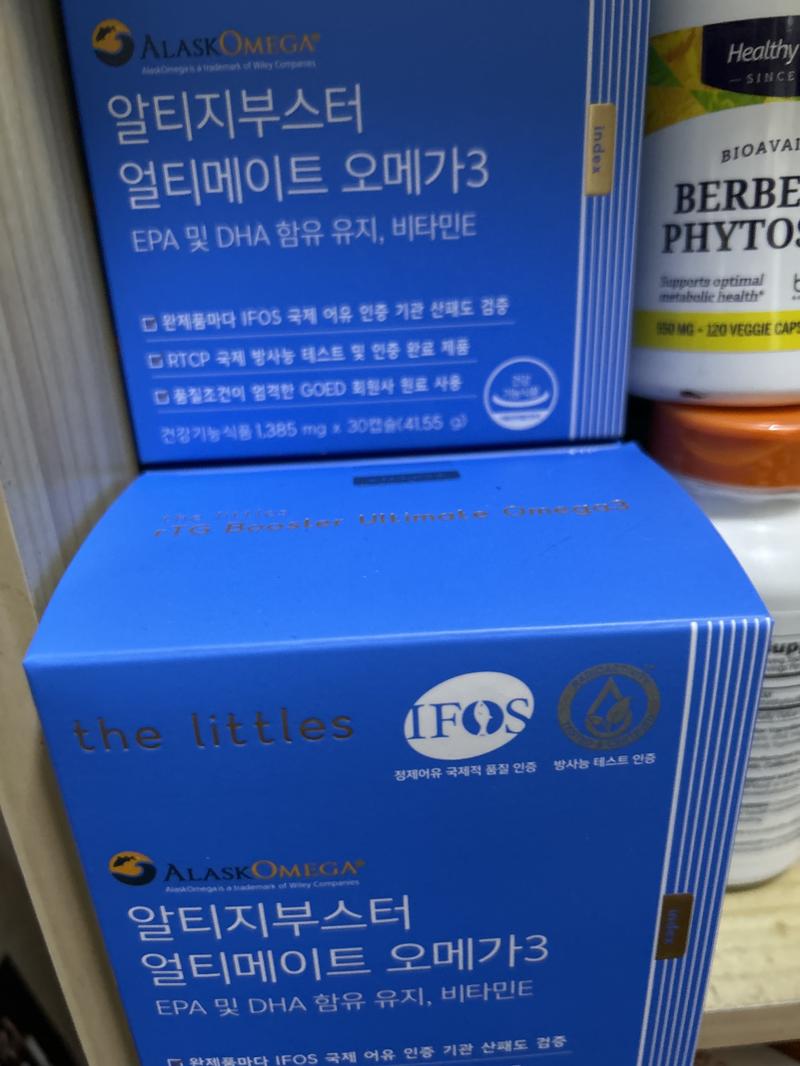 ALASKOMEGA®
AlaskOmega is a trademark of Wiley Companies
알티지부스터
얼티메이트 오메가3
EPA 및 DHA 함유 유지, 비타민E
완제품마다 IFOS 국제 어유 인증 기관 산패도 검증
RTCP 국제 방사능 테스트 및 인증 완료 제품
품질조건이 엄격한 GOED 회원사 원료 사용
건강기능식품 1,385 mg x 30캡슐(41.55 g)
건강
기능식품
index
Healthy
SINCE
BIOAVAI
BERBE
PHYTOS
Supports optimal
metabolic health*
550 MG • 120 VEGGIE CAPS
the littles
rTG Booster Ultimate Omega3
the littles
IFOS
정제어유 국제적 품질 인증
방사능 테스트 인증
ALASKOMEGA®
AlaskOmega is a trademark of Wiley Companies
알티지부스터
얼티메이트 오메가3
EPA 및 DHA 함유 유지, 비타민E
완제품마다 IFOS 국제 어유 인증 기관 산패도 검증
index